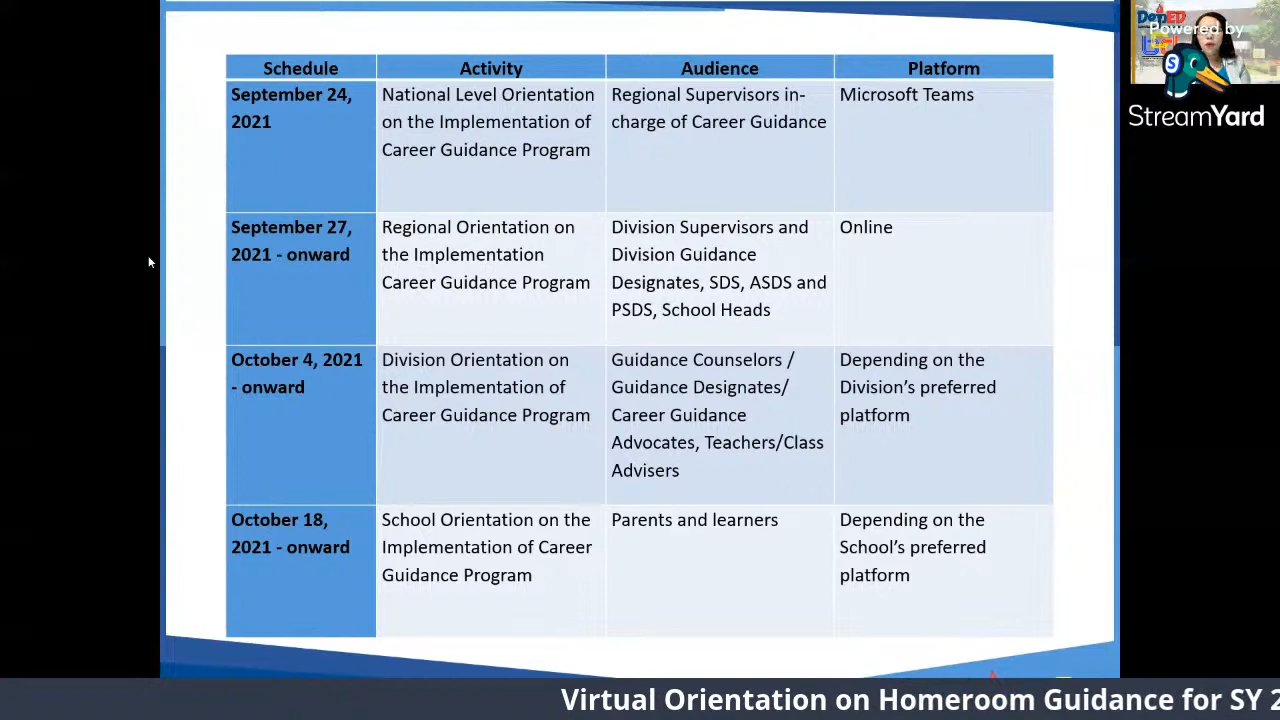 Schedule
Activity
Audience
Platform
September 24,
2021
National Level Orientation
on the Implementation of
Career Guidance Program
Regional Supervisors in-
charge of Career Guidance
Microsoft Teams
September 27,
2021 - onward
Regional Orientation on
the Implementation
Career Guidance Program
Division Supervisors and
Division Guidance
Designates, SDS, ASDS and
PSDS, School Heads
Online
October 4, 2021
- onward
Division Orientation on
the Implementation of
Career Guidance Program
Guidance Counselors /
Guidance Designates/
Career Guidance
Advocates, Teachers/Class
Advisers
Depending on the
Division's preferred
platform
October 18,
2021 - onward
School Orientation on the
Implementation of Career
Guidance Program
Parents and learners
Depending on the
School's preferred
platform
DepED
Powered by
S
StreamYard
Virtual Orientation on Homeroom Guidance for SY 2